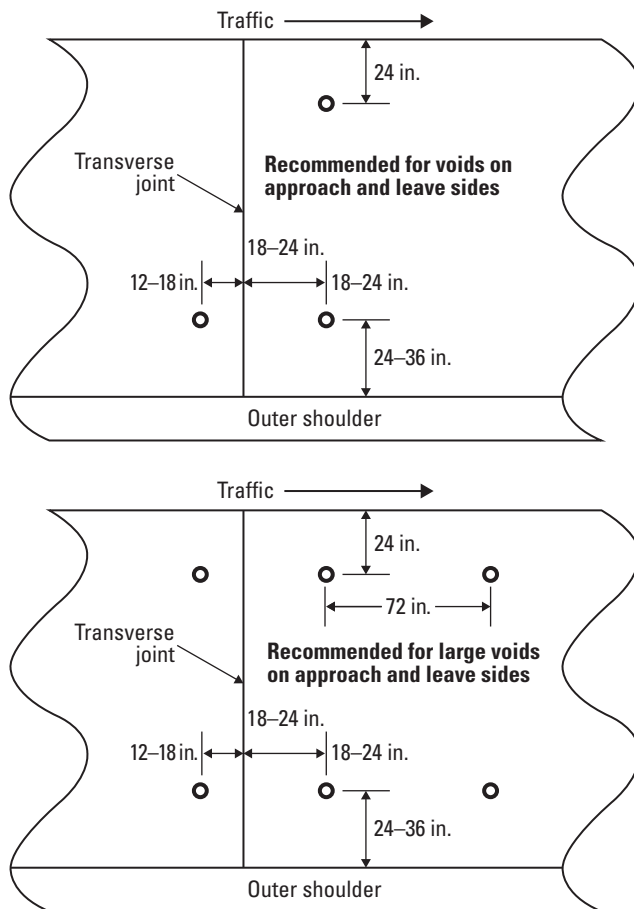 Traffic
24 in.
Transverse
joint
Recommended for voids on
approach and leave sides
18–24 in.
12–18 in.
18–24 in.
24–36 in.
Outer shoulder
Traffic
24 in.
72 in.
Transverse
joint
Recommended for large voids
on approach and leave sides
18–24 in.
12–18 in.
18–24 in.
24–36 in.
Outer shoulder